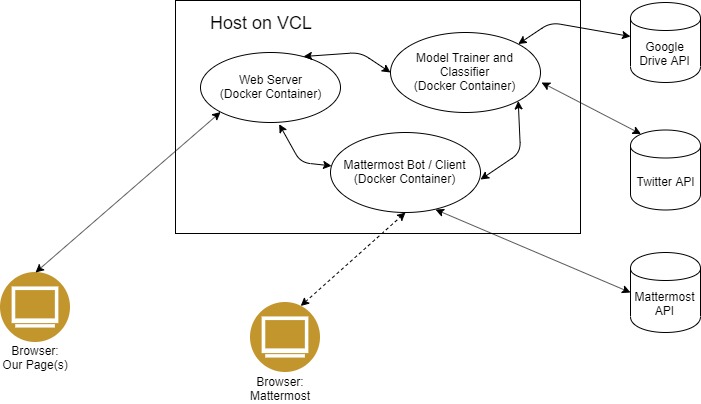 Host on VCL
Web Server
(Docker Container)
Model Trainer and
Classifier
(Docker Container)
Mattermost Bot / Client
(Docker Container)
Google
Drive API
Twitter API
Mattermost
API
Browser:
Our Page(s)
Browser:
Mattermost